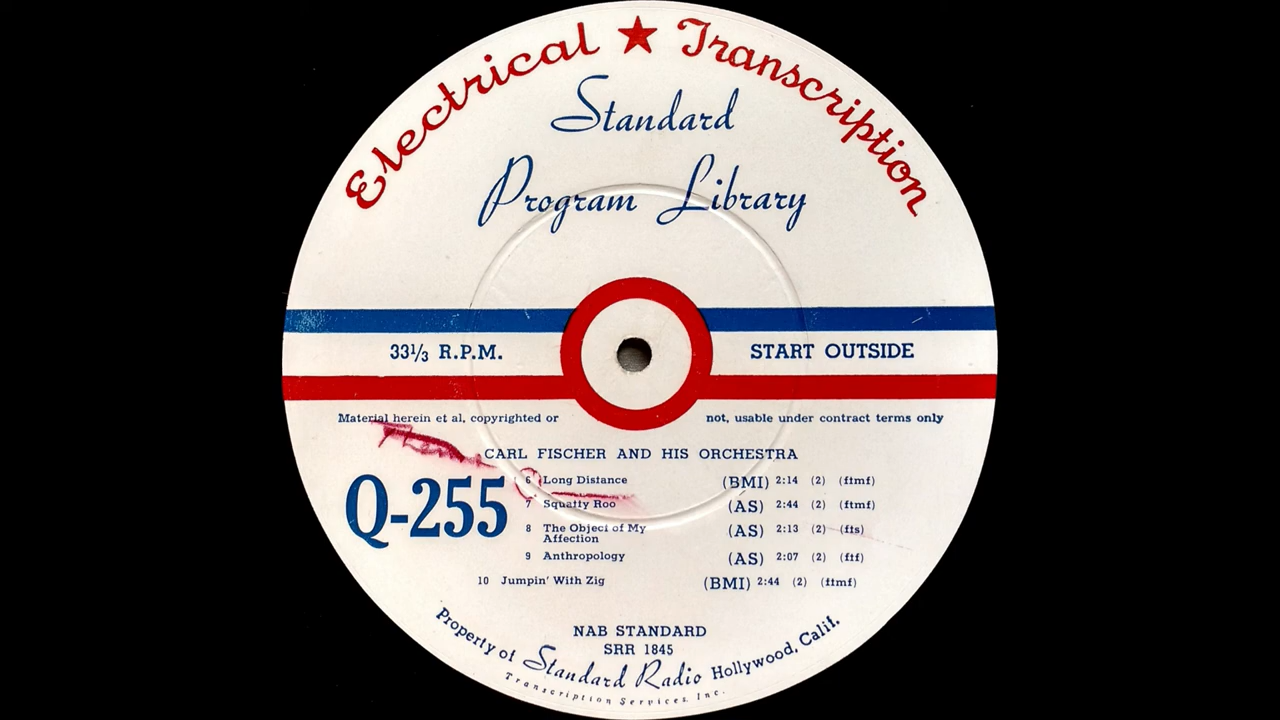 Electrical ★ Transcription
Standard
Program Library
33⅓ R.P.M. START OUTSIDE
Material herein et al, copyrighted or not, usable under contract terms only
CARL FISCHER AND HIS ORCHESTRA
Q-255
6 Long Distance (BMI) 2:14 (2) (ftmf)
7 Squatty Roo (AS) 2:44 (2) (ftmf)
8 The Object of My (AS) 2:13 (2) (fts)
Affection
9 Anthropology (AS) 2:07 (2) (ftf)
10 Jumpin' With Zig (BMI) 2:44 (2) (ftmf)
NAB STANDARD
SRR 1845
Property of Standard Radio Hollywood, Calif.
Transcription Services, Inc.